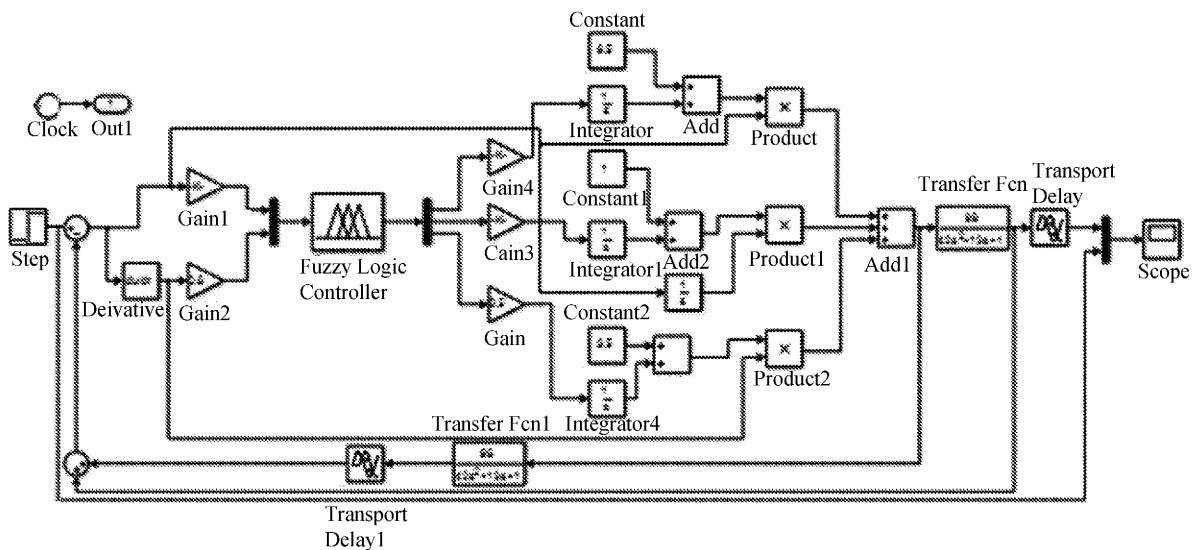 Constant
Clock
Out1
Integrator
Add
Product
Gain4
Constant1
Transfer Fcn
Transport
Delay
Gain1
Step
Fuzzy Logic
Controller
Cain3
Integrator1
Add2
Product1
Add1
Scope
Deivative
Gain2
Gain
Constant2
Product2
Integrator4
Transfer Fcn1
Transport
Delay1